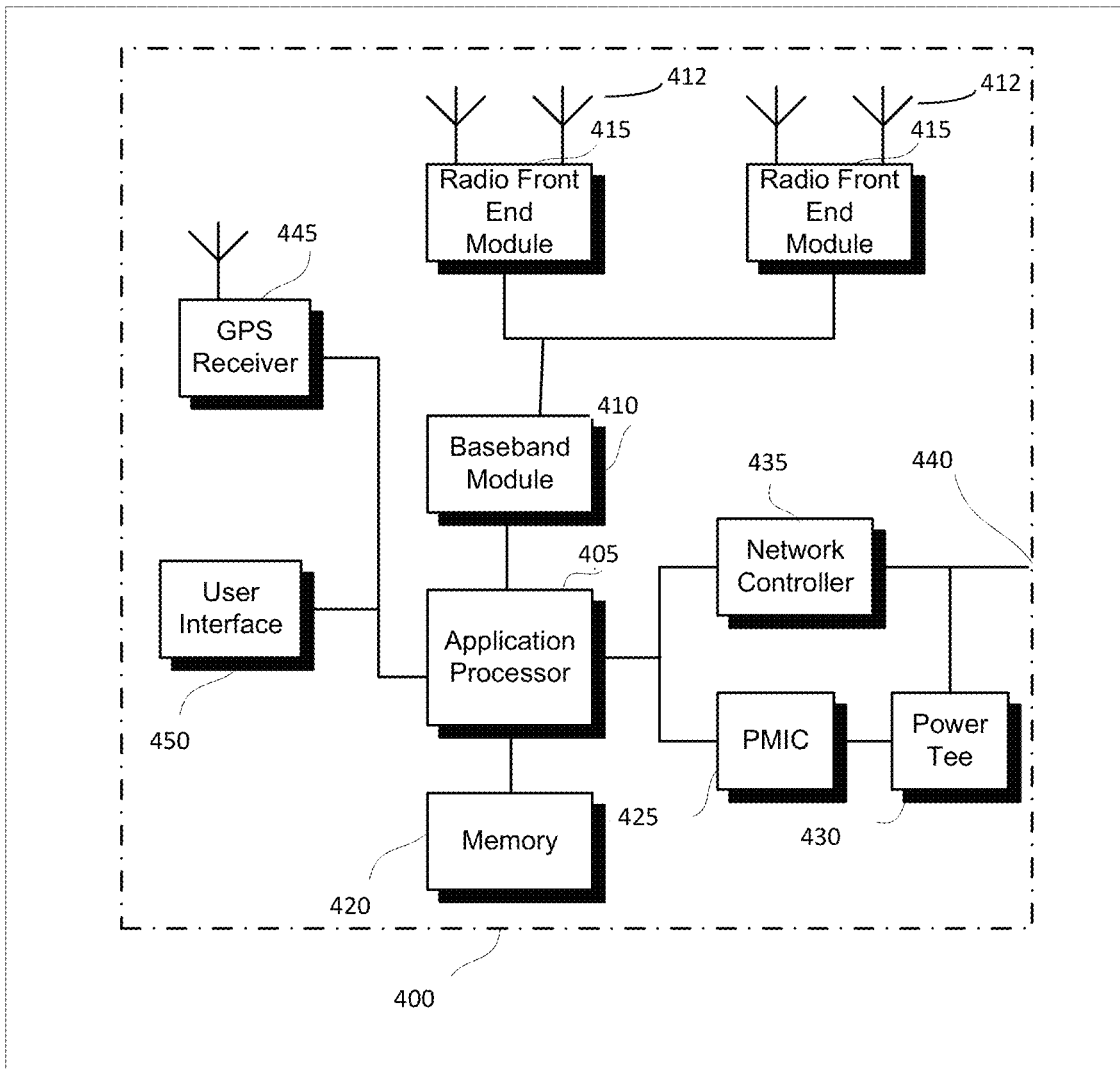 412
412
415
415
Radio Front
End
Module
Radio Front
End
Module
445
GPS
Receiver
410
Baseband
Module
435
440
Network
Controller
405
User
Interface
Application
Processor
450
PMIC
Power
Tee
425
430
Memory
420
400